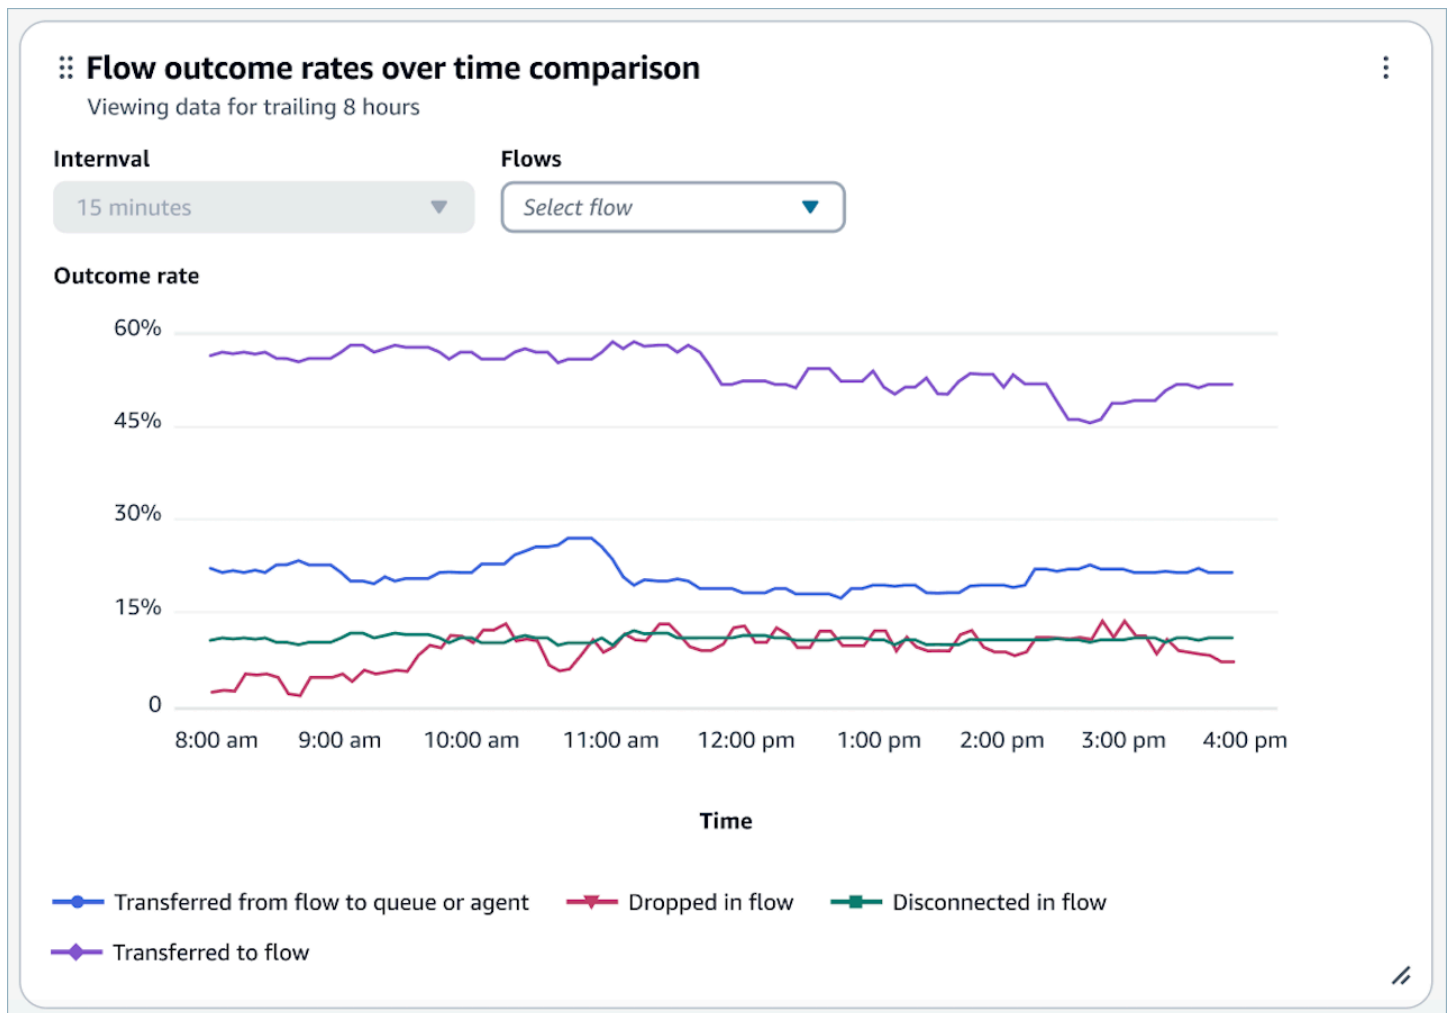 Flow outcome rates over time comparison
Viewing data for trailing 8 hours
Internval
Flows
15 minutes
Select flow
Outcome rate
60%
45%
30%
15%
0
8:00 am 9:00 am 10:00 am 11:00 am 12:00 pm 1:00 pm 2:00 pm 3:00 pm 4:00 pm
Time
Transferred from flow to queue or agent Dropped in flow Disconnected in flow
Transferred to flow